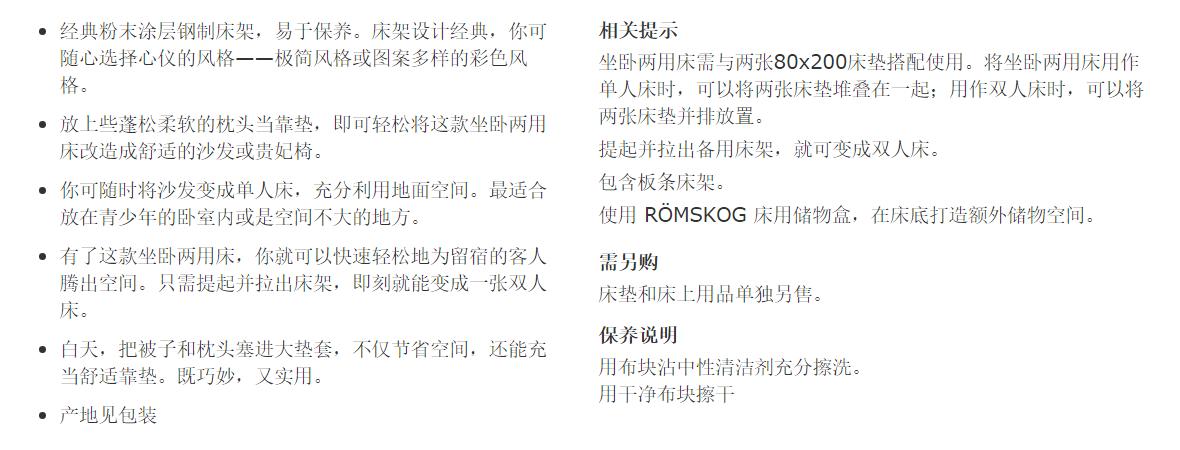 经典粉末涂层钢制床架，易于保养。床架设计经典，你可
随心选择心仪的风格——极简风格或图案多样的彩色风
格。
放上些蓬松柔软的枕头当靠垫，即可轻松将这款坐卧两用
床改造成舒适的沙发或贵妃椅。
你可随时将沙发变成单人床，充分利用地面空间。最适合
放在青少年的卧室内或是空间不大的地方。
有了这款坐卧两用床，你就可以快速轻松地为留宿的客人
腾出空间。只需提起并拉出床架，即刻就能变成一张双人
床。
白天，把被子和枕头塞进大垫套，不仅节省空间，还能充
当舒适靠垫。既巧妙，又实用。
产地见包装
相关提示
坐卧两用床需与两张80x200床垫搭配使用。将坐卧两用床用作
单人床时，可以将两张床垫堆叠在一起；用作双人床时，可以将
两张床垫并排放置。
提起并拉出备用床架，就可变成双人床。
包含板条床架。
使用 RÖMSKOG 床用储物盒，在床底打造额外储物空间。
需另购
床垫和床上用品单独另售。
保养说明
用布块沾中性清洁剂充分擦洗。
用干净布块擦干